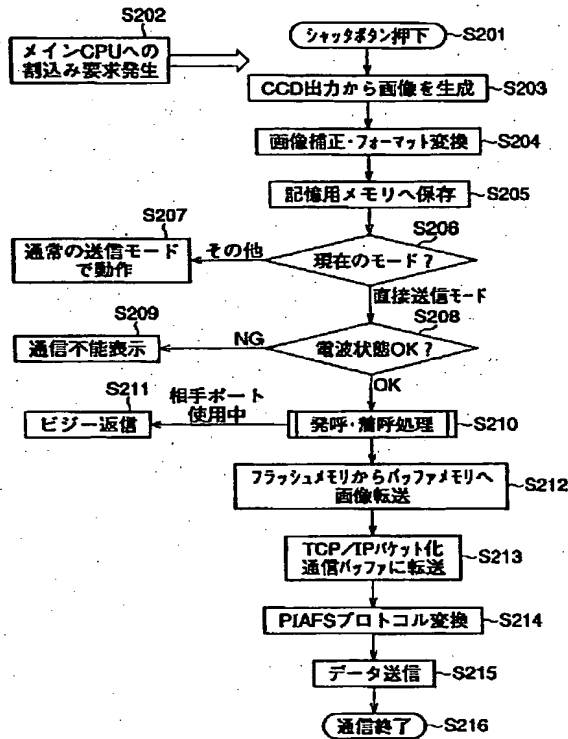 S202
メインCPUへの
割込み要求発生
シャッタボタン押下
S201
CCD出力から画像を生成
S203
画像補正・フォーマット変換
S204
記憶用メモリへ保存
S205
S207
通常の送信モード
で動作
その他
S206
現在のモード?
直接送信モード
S209
通信不能表示
NG
S208
電波状態OK?
OK
S211
ビジー返信
相手ポート
使用中
発呼・着呼処理
S210
フラッシュメモリからバッファメモリへ
画像転送
S212
TCP/IPパケット化
通信バッファに転送
S213
PIAFSプロトコル変換
S214
データ送信
S215
通信終了
S216